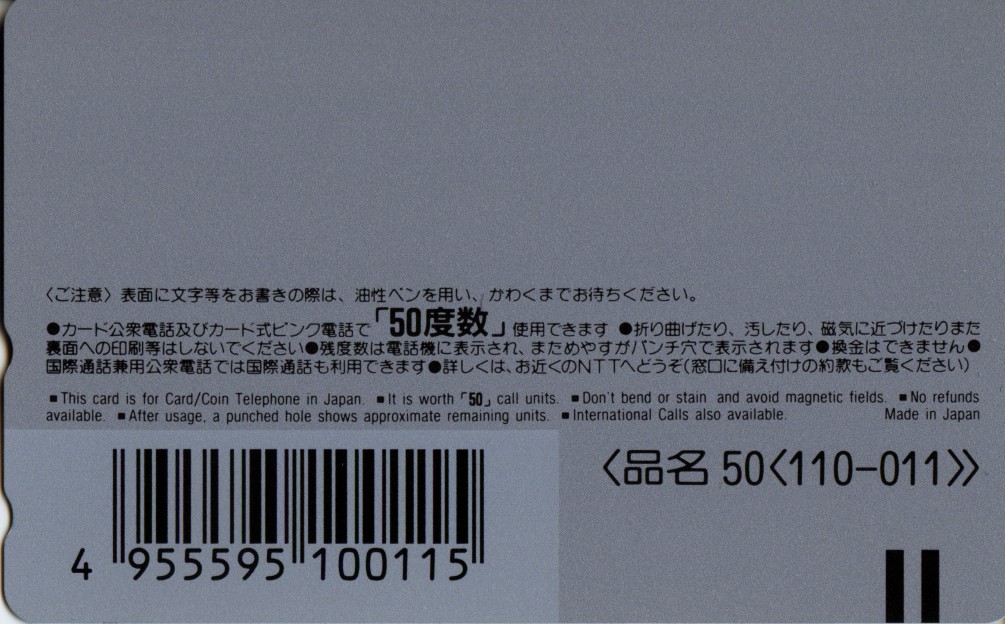 〈ご注意〉表面に文字等をお書きの際は、油性ペンを用い、かわくまでお待ちください。
●カード公衆電話及びカード式ピンク電話で「50度数」使用できます ●折り曲げたり、汚したり、磁気に近づけたりまた
裏面への印刷等はしないでください●残度数は電話機に表示され、まためやすがパンチ穴で表示されます●換金はできません●
国際通話兼用公衆電話では国際通話も利用できます●詳しくは、お近くのNTTへどうぞ(窓口に備え付けの約款もご覧ください)
■This card is for Card/Coin Telephone in Japan. ■It is worth「50」call units. ■Don't bend or stain and avoid magnetic fields. ■No refunds
available. ■After usage, a punched hole shows approximate remaining units. ■International Calls also available. Made in Japan
〈品名 50〈110-011〉〉
4 955595 100115